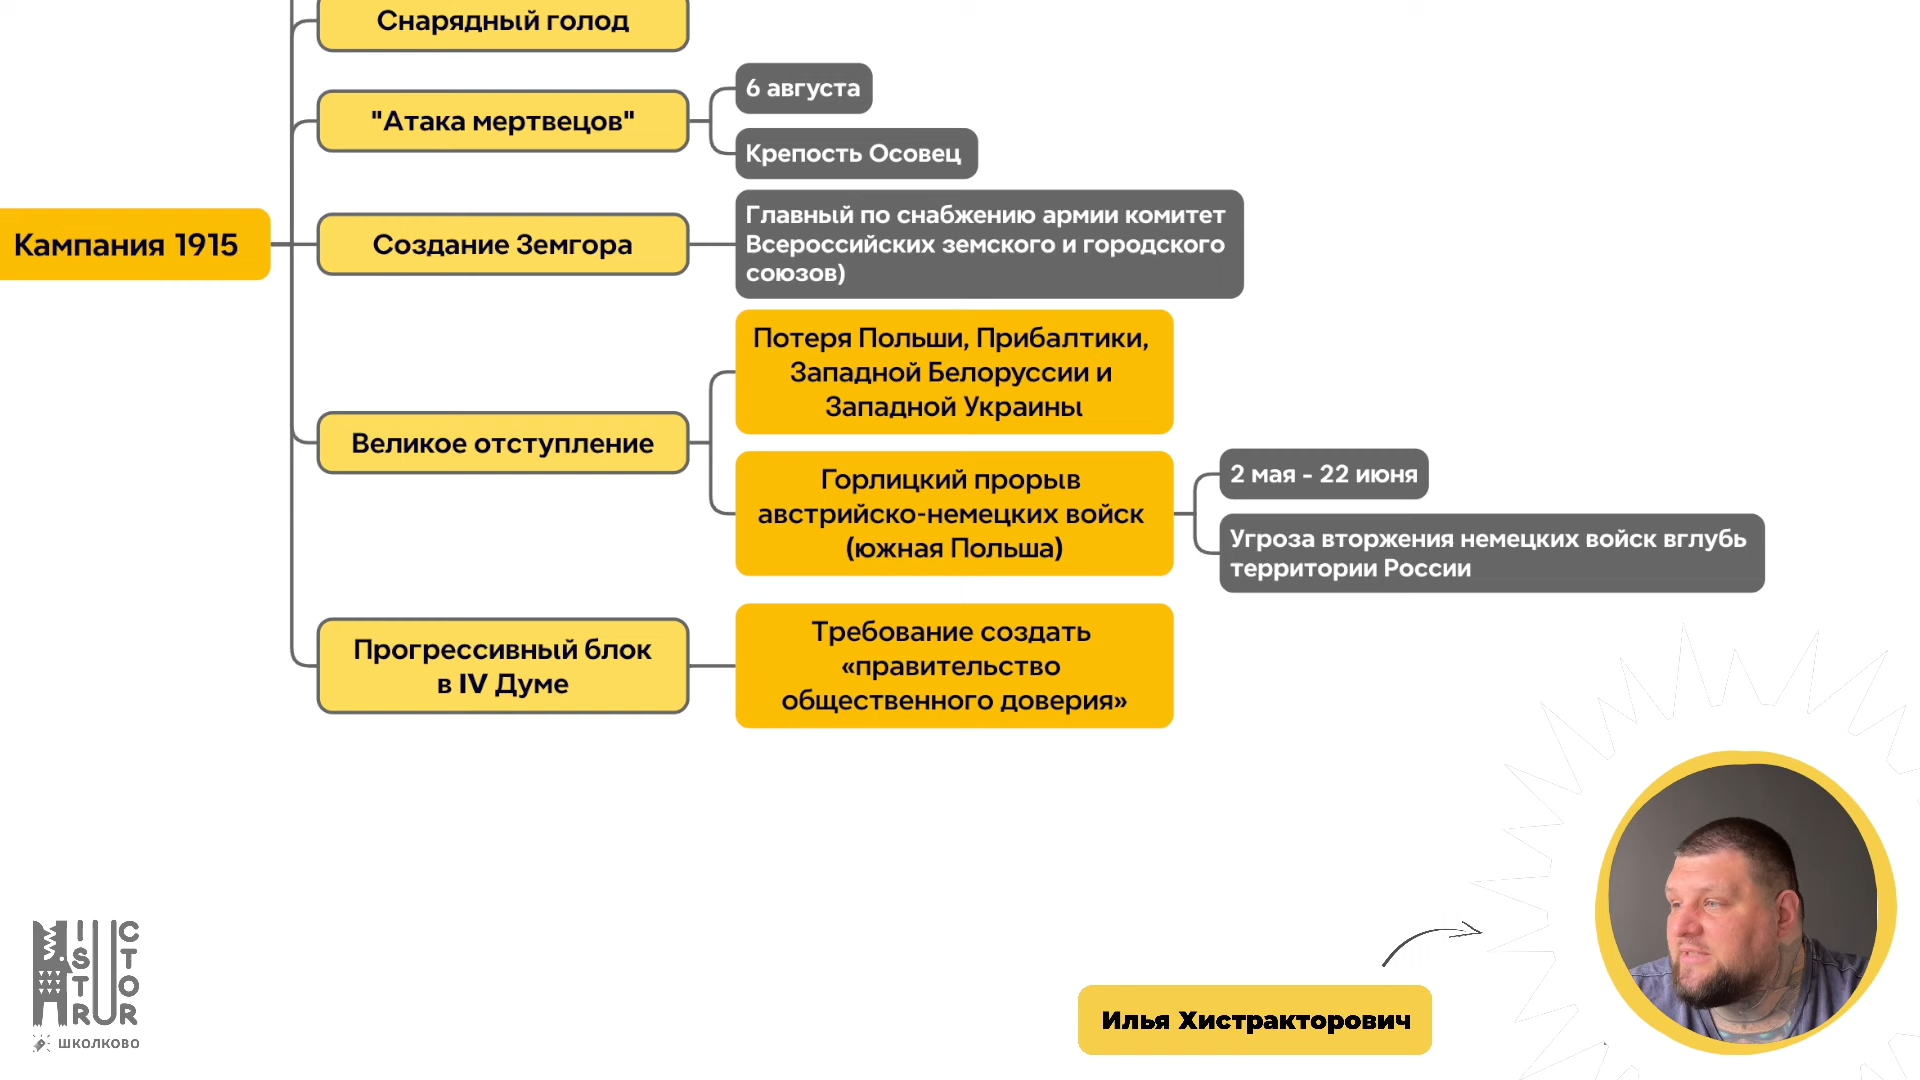 Снарядный голод
"Атака мертвецов"
6 августа
Крепость Осовец
Кампания 1915
Создание Земгора
Главный по снабжению армии комитет
Всероссийских земского и городского
союзов)
Великое отступление
Потеря Польши, Прибалтики,
Западной Белоруссии и
Западной Украины
Горлицкий прорыв
австрийско-немецких войск
(южная Польша)
2 мая - 22 июня
Угроза вторжения немецких войск вглубь
территории России
Прогрессивный блок
в IV Думе
Требование создать
«правительство
общественного доверия»
HISTRUCTOR
ШКОЛКОВО
Илья Хистракторович